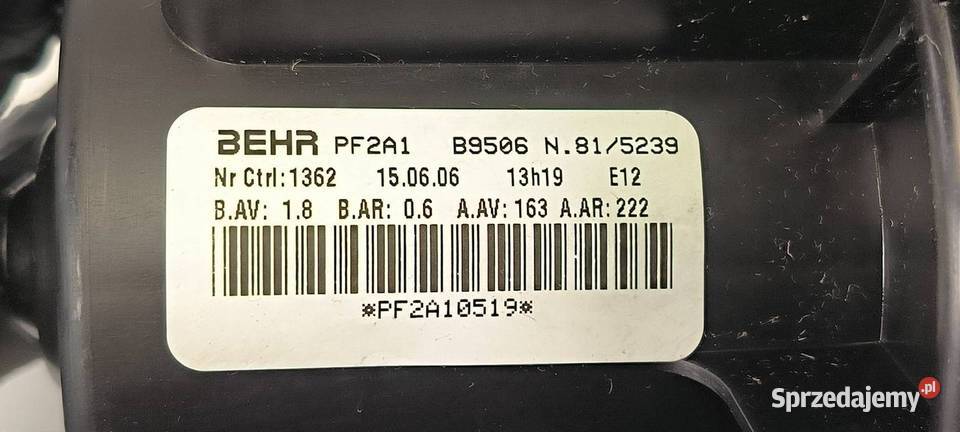 BEHR PF2A1 B9506 N.81/5239
Nr Ctrl:1362 15.06.06 13h19 E12
B.AV: 1.8 B.AR: 0.6 A.AV: 163 A.AR: 222
*PF2A10519*
Sprzedajemy.pl